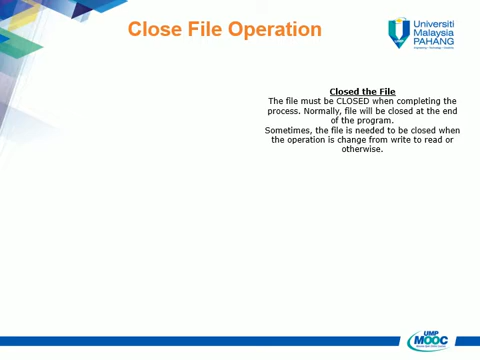 Close File Operation
Universiti
Malaysia
PAHANG
Closed the File
The file must be CLOSED when completing the
process. Normally, file will be closed at the end
of the program.
Sometimes, the file is needed to be closed when
the operation is change from write to read or
otherwise.
UMP
MOOC